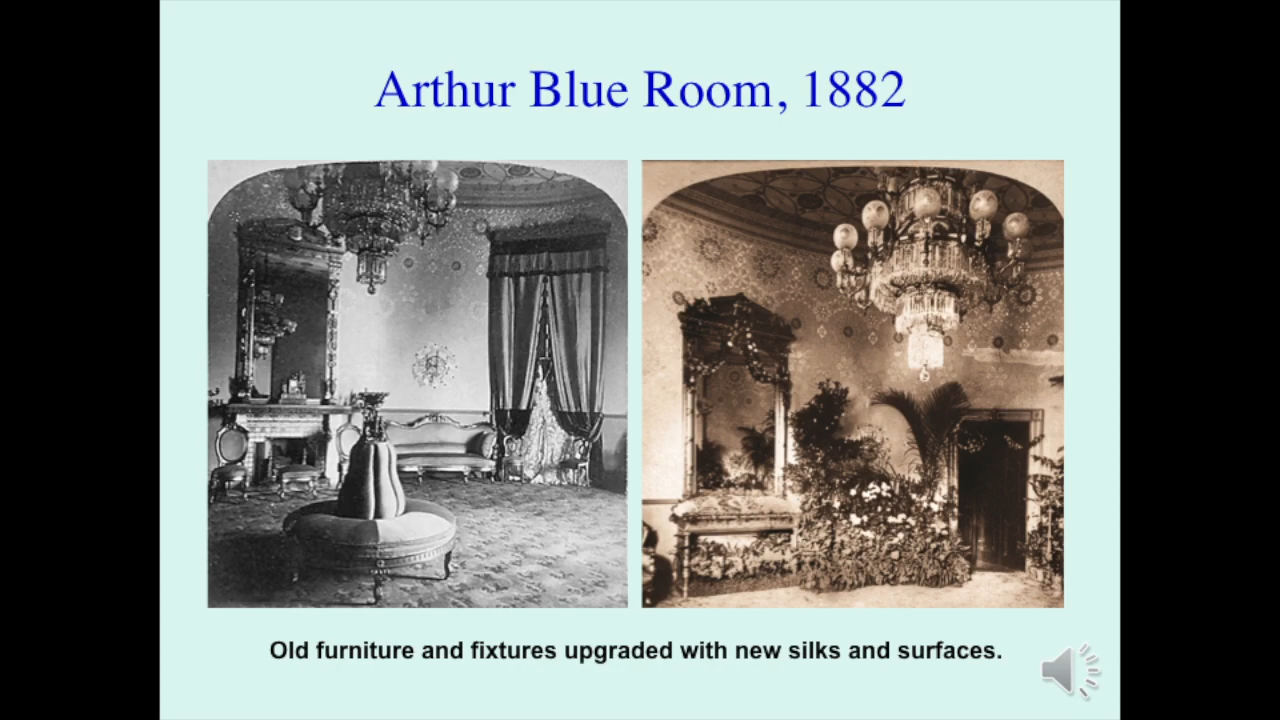 Arthur Blue Room, 1882
Old furniture and fixtures upgraded with new silks and surfaces.